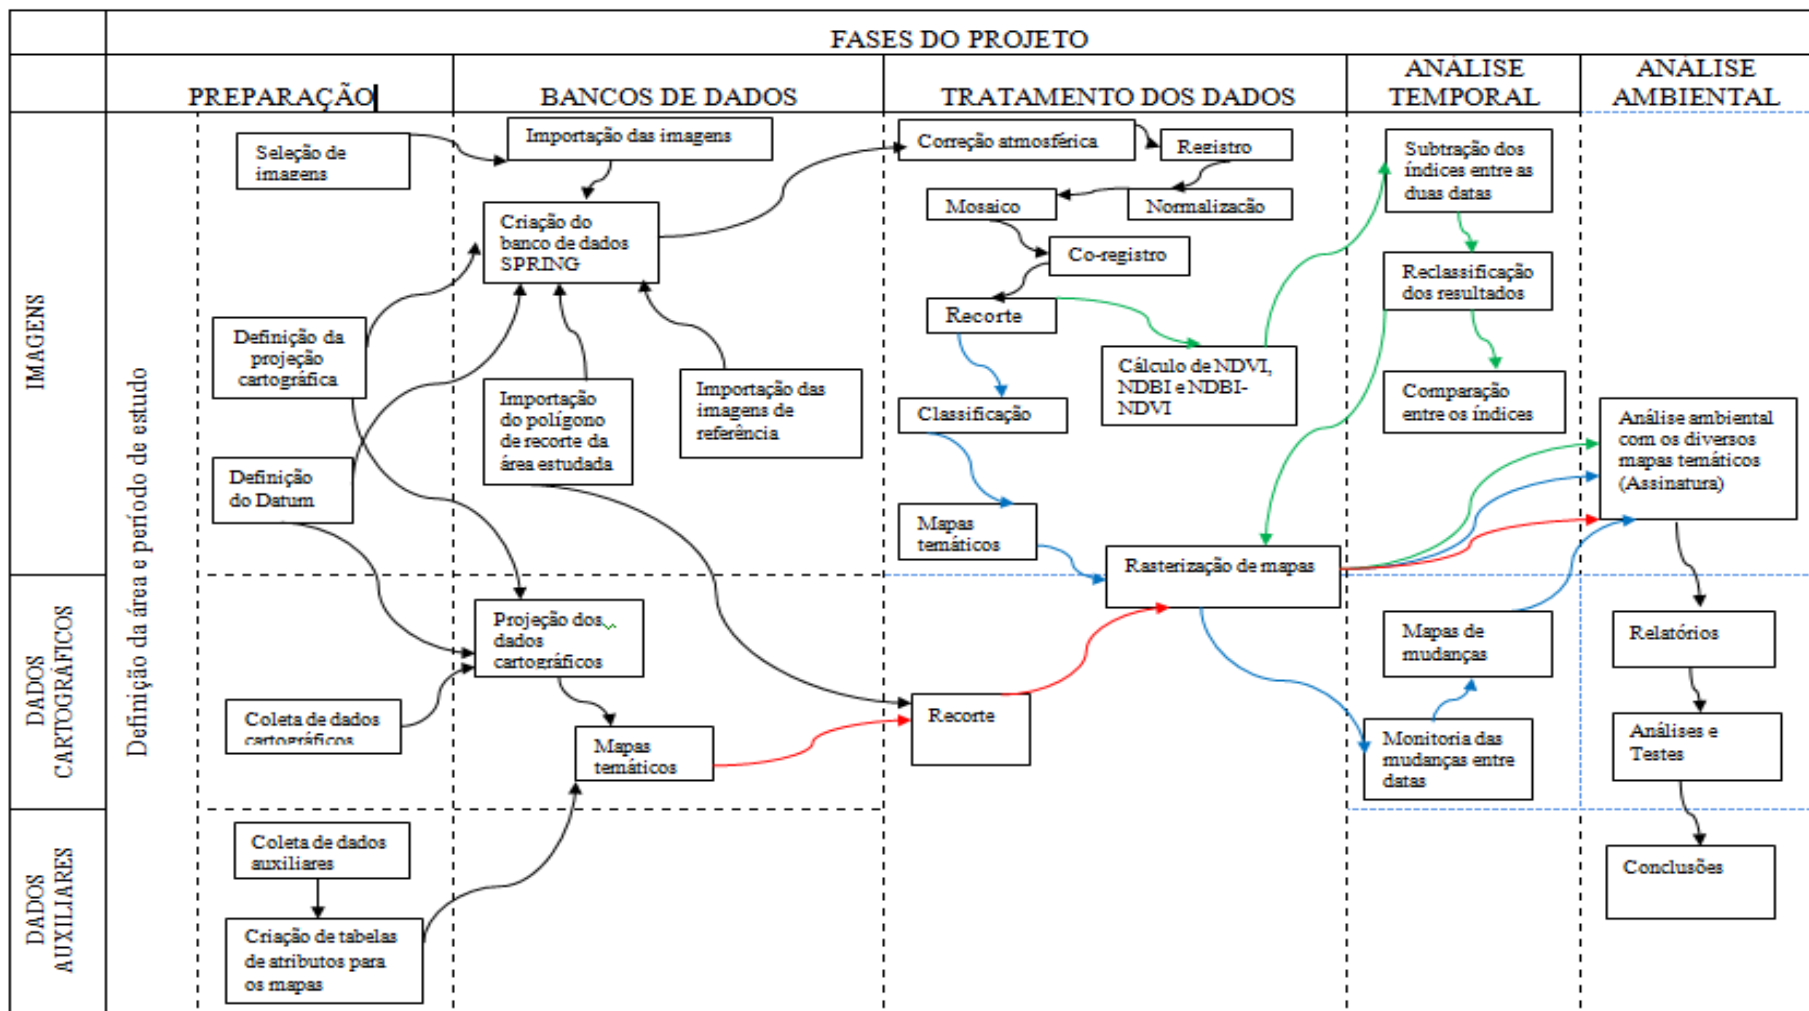 FASES DO PROJETO
PREPARAÇÃO
BANCOS DE DADOS
TRATAMENTO DOS DADOS
ANÁLISE
TEMPORAL
ANÁLISE
AMBIENTAL
IMAGENS
DADOS
CARTOGRÁFICOS
DADOS
AUXILIARES
Definição da área e período de estudo
Seleção de
imagens
Definição da
projeção
cartográfica
Definição
do Datum
Coleta de dados
cartográficos
Coleta de dados
auxiliares
Criação de tabelas
de atributos para
os mapas
Importação das imagens
Criação do
banco de dados
SPRING
Importação
do polígono
de recorte da
área estudada
Importação das
imagens de
referência
Projeção dos
dados
cartográficos
Mapas
temáticos
Correção atmosférica
Registro
Normalização
Mosaico
Co-registro
Recorte
Cálculo de NDVI,
NDBI e NDBI-
NDVI
Classificação
Mapas
temáticos
Rasterização de mapas
Recorte
Subtração dos
índices entre as
duas datas
Reclassificação
dos resultados
Comparação
entre os índices
Mapas de
mudanças
Monitoria das
mudanças entre
datas
Análise ambiental
com os diversos
mapas temáticos
(Assinatura)
Relatórios
Análises e
Testes
Conclusões